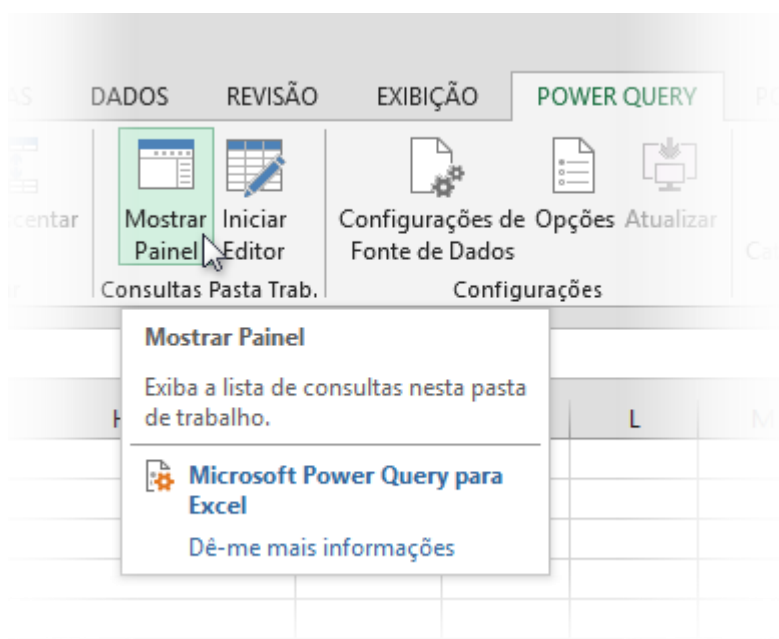 DADOS REVISÃO EXIBIÇÃO POWER QUERY
Mostrar Painel
Iniciar Editor
Configurações de Fonte de Dados
Opções
Atualizar
Consultas Pasta Trab.
Configurações
Mostrar Painel
Exiba a lista de consultas nesta pasta
de trabalho.
L
M
Microsoft Power Query para
Excel
Dê-me mais informações